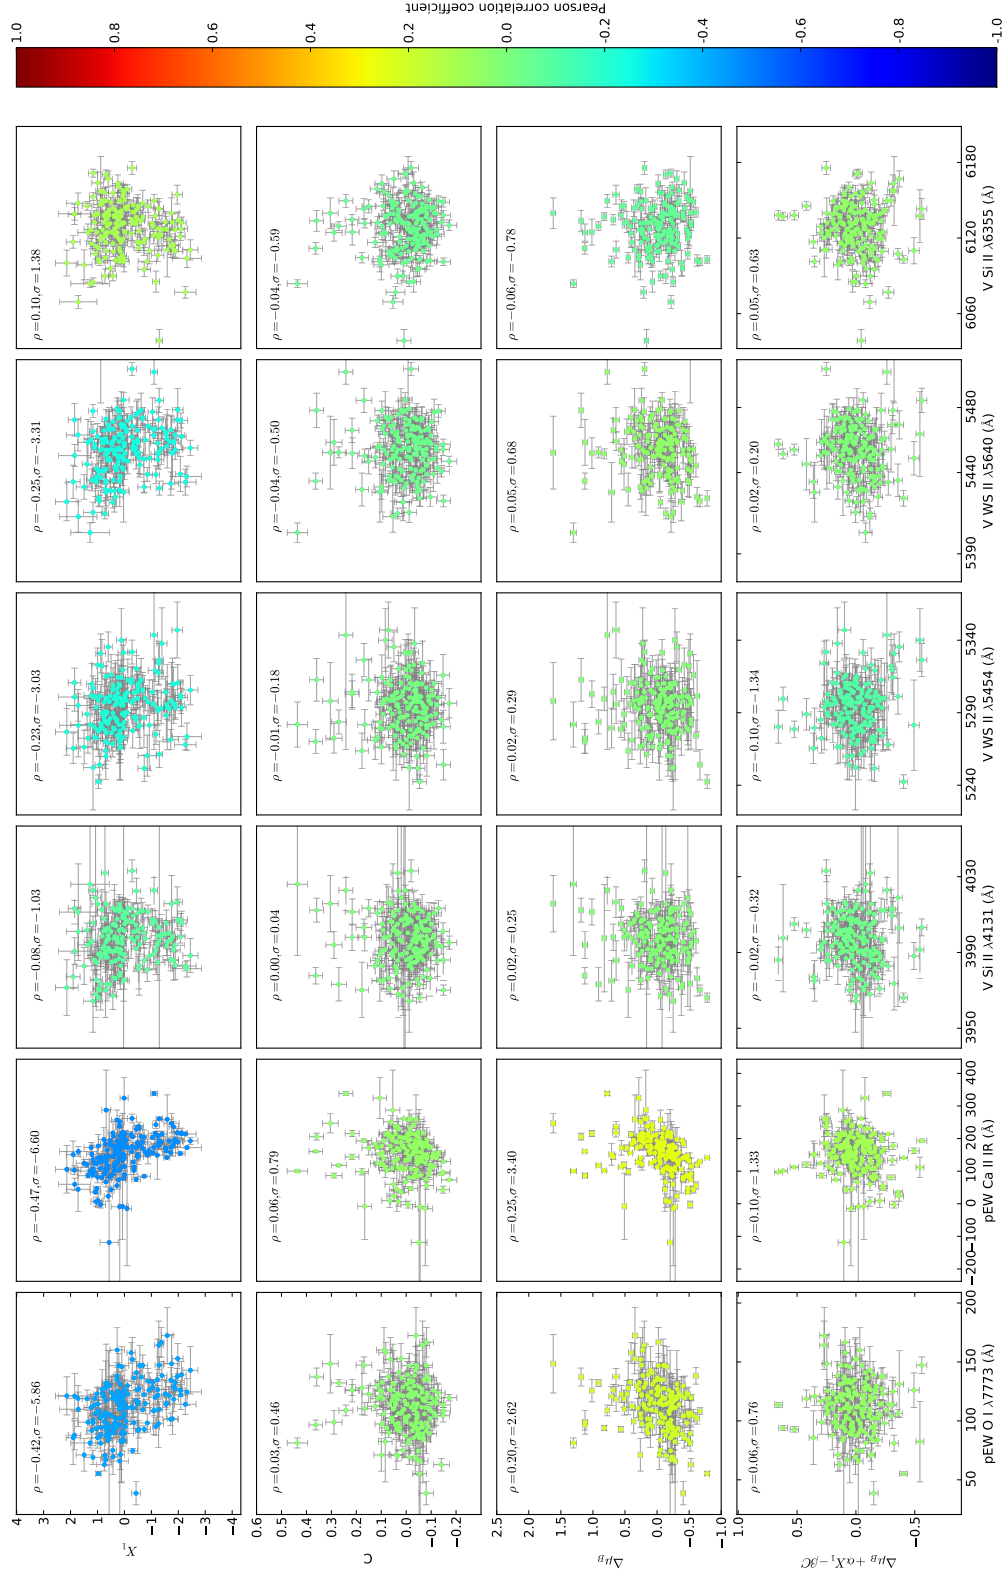 Pearson correlation coefficient
1.0
0.8
0.6
0.4
0.2
0.0
-0.2
-0.4
-0.6
-0.8
-1.0
4
3
2
1
0
−1
−2
−3
−4
X₁
ρ=−0.42,σ=−5.86
ρ=−0.47,σ=−6.60
ρ=−0.08,σ=−1.03
ρ=−0.23,σ=−3.03
ρ=−0.25,σ=−3.31
ρ=0.10,σ=1.38
0.6
0.5
0.4
0.3
0.2
0.1
0.0
−0.1
−0.2
C
ρ=0.03,σ=0.46
ρ=0.06,σ=0.79
ρ=0.00,σ=0.04
ρ=−0.01,σ=−0.18
ρ=−0.04,σ=−0.50
ρ=−0.04,σ=−0.59
2.5
2.0
1.5
1.0
0.5
0.0
−0.5
−1.0
Δμ_B
ρ=0.20,σ=2.62
ρ=0.25,σ=3.40
ρ=0.02,σ=0.25
ρ=0.02,σ=0.29
ρ=0.05,σ=0.68
ρ=−0.06,σ=−0.78
1.0
0.5
0.0
−0.5
Δμ_B + αX₁−βC
ρ=0.06,σ=0.76
ρ=0.10,σ=1.33
ρ=−0.02,σ=−0.32
ρ=−0.10,σ=−1.34
ρ=0.02,σ=0.20
ρ=0.05,σ=0.63
50 100 150 200
pEW O I λ7773 (Å)
−200 −100 0 100 200 300 400
pEW Ca II IR (Å)
3950 3990 4030
V Si II λ4131 (Å)
5240 5290 5340
V WS II λ5454 (Å)
5390 5440 5480
V WS II λ5640 (Å)
6060 6120 6180
V Si II λ6355 (Å)